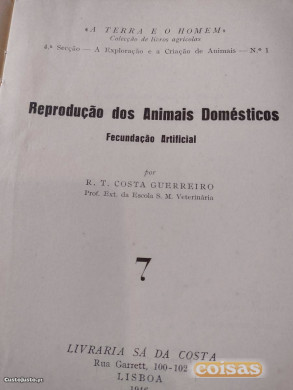 «A TERRA E O HOMEM»
Colecção de livros agrícolas
4.ª Secção — A Exploração e a Criação de Animais — N.º 1
Reprodução dos Animais Domésticos
Fecundação Artificial
por
R. T. COSTA GUERREIRO
Prof. Ext. da Escola S. M. Veterinária
7
LIVRARIA SÁ DA COSTA
Rua Garrett, 100-102
LISBOA
CustoJusto.pt
coisas